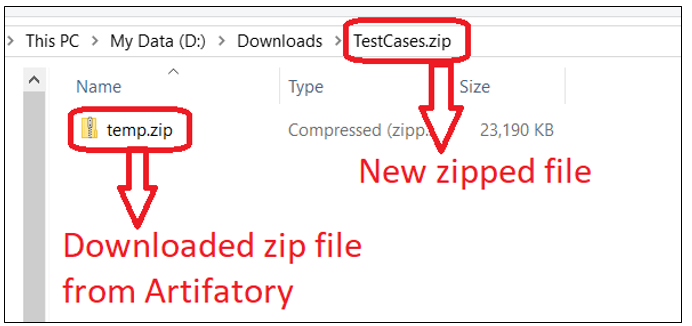 > This PC > My Data (D:) > Downloads > TestCases.zip
Name Type Size
temp.zip Compressed (zipp... 23,190 KB
New zipped file
Downloaded zip file
from Artifatory